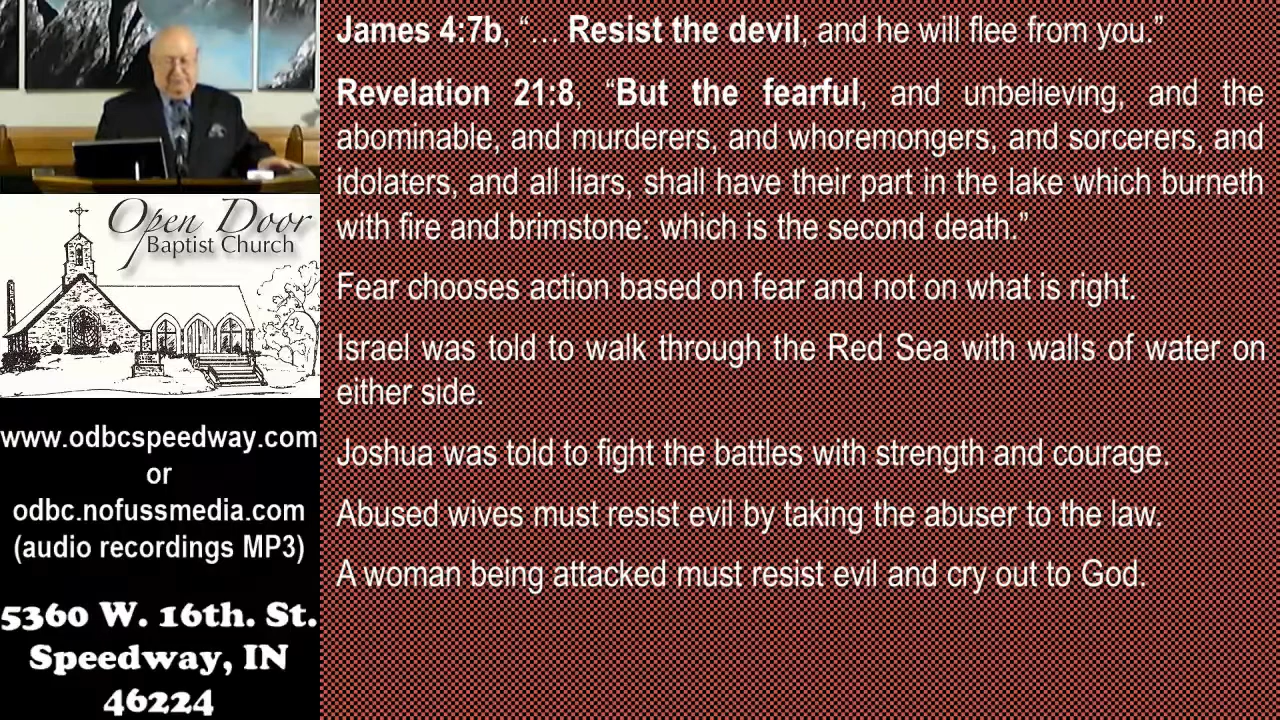 James 4:7b, “… Resist the devil, and he will flee from you.”
Revelation 21:8, “But the fearful, and unbelieving, and the
abominable, and murderers, and whoremongers, and sorcerers, and
idolaters, and all liars, shall have their part in the lake which burneth
with fire and brimstone: which is the second death.”
Fear chooses action based on fear and not on what is right.
Israel was told to walk through the Red Sea with walls of water on
either side.
Joshua was told to fight the battles with strength and courage.
Abused wives must resist evil by taking the abuser to the law.
A woman being attacked must resist evil and cry out to God.
Open Door
Baptist Church
www.odbcspeedway.com
or
odbc.nofussmedia.com
(audio recordings MP3)
5360 W. 16th. St.
Speedway, IN
46224